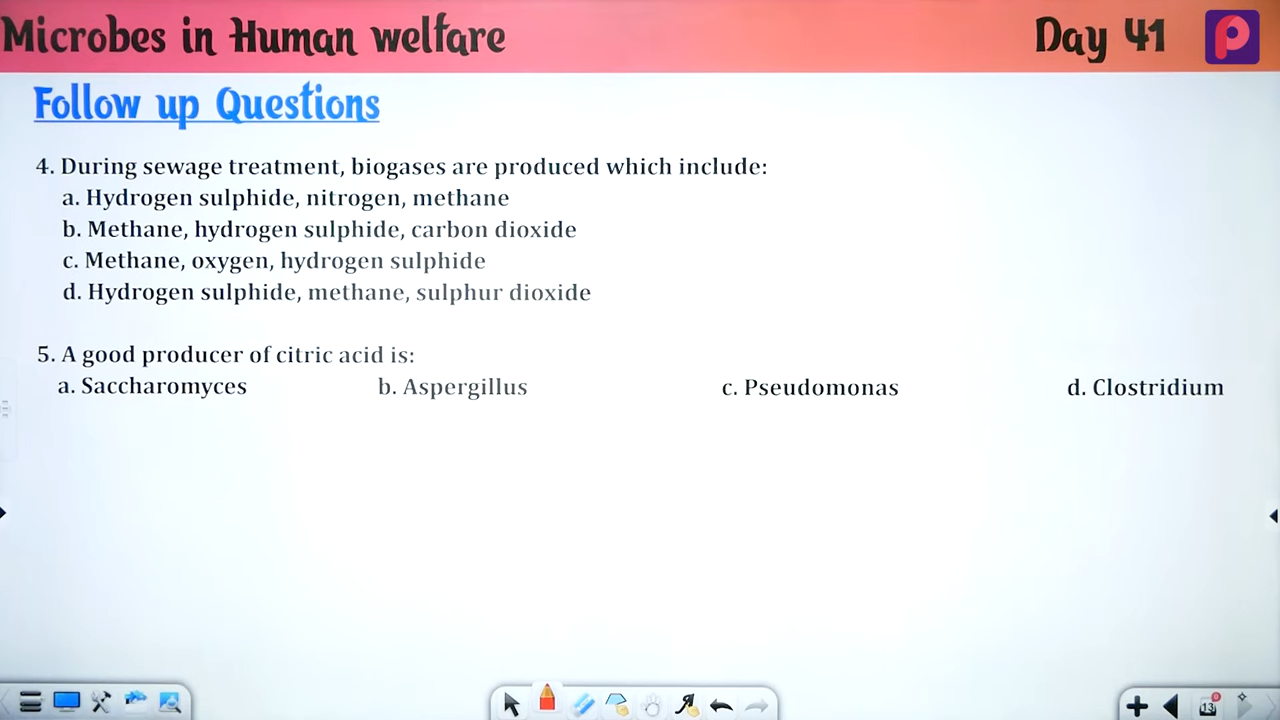 Microbes in Human welfare
Day 41
Follow up Questions
4. During sewage treatment, biogases are produced which include:
a. Hydrogen sulphide, nitrogen, methane
b. Methane, hydrogen sulphide, carbon dioxide
c. Methane, oxygen, hydrogen sulphide
d. Hydrogen sulphide, methane, sulphur dioxide
5. A good producer of citric acid is:
a. Saccharomyces b. Aspergillus c. Pseudomonas d. Clostridium
13